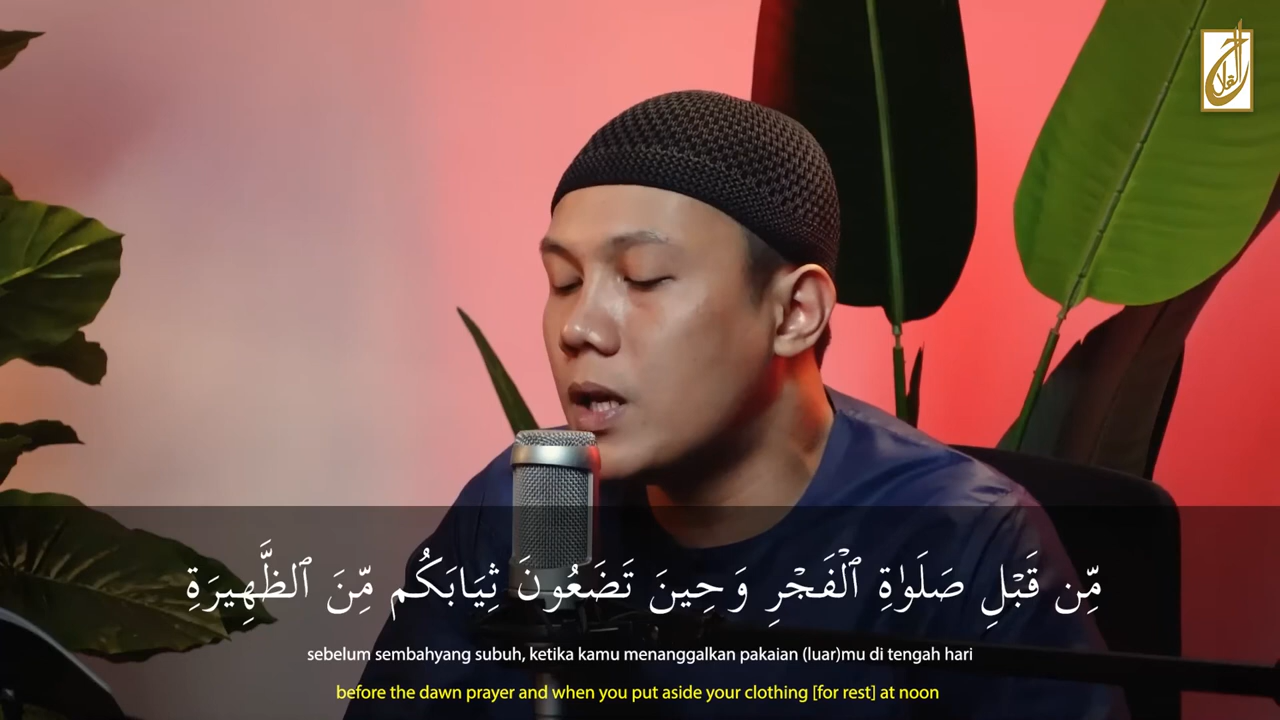 مِّن قَبْلِ صَلَوٰةِ ٱلْفَجْرِ وَحِينَ تَضَعُونَ ثِيَابَكُم مِّنَ ٱلظَّهِيرَةِ
sebelum sembahyang subuh, ketika kamu menanggalkan pakaian (luar)mu di tengah hari
before the dawn prayer and when you put aside your clothing [for rest] at noon